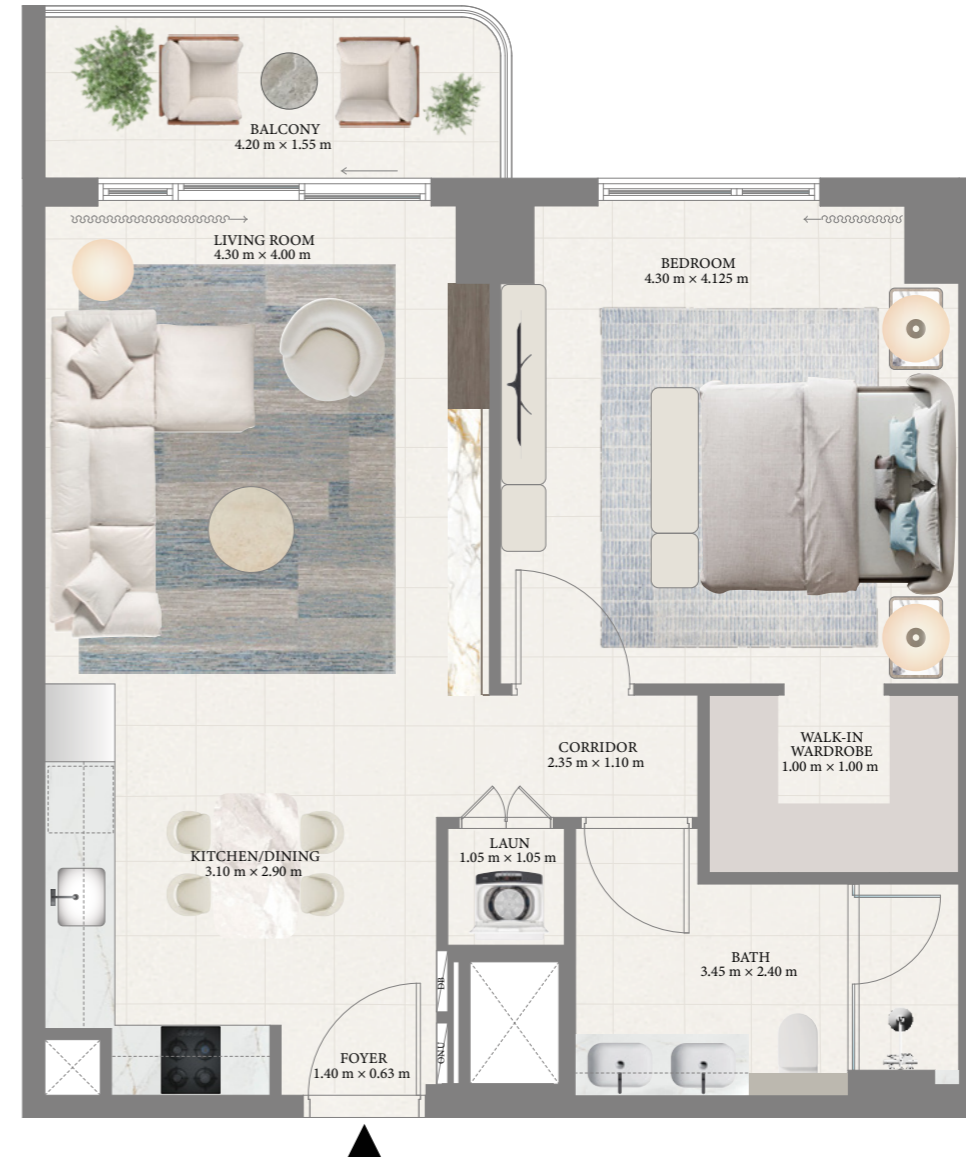 BALCONY
4.20 m × 1.55 m
LIVING ROOM
4.30 m × 4.00 m
BEDROOM
4.30 m × 4.125 m
CORRIDOR
2.35 m × 1.10 m
WALK-IN
WARDROBE
1.00 m × 1.00 m
LAUN
1.05 m × 1.05 m
KITCHEN/DINING
3.10 m × 2.90 m
BATH
3.45 m × 2.40 m
DB
ONU
FOYER
1.40 m × 0.63 m